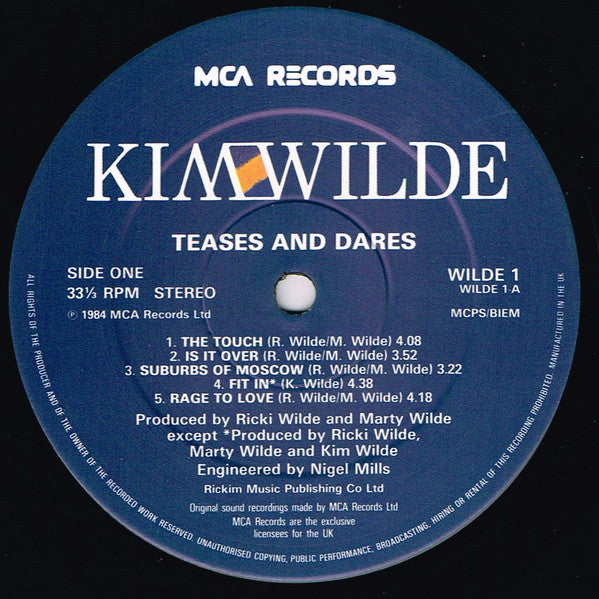 MCA RECORDS
KIM WILDE
TEASES AND DARES
SIDE ONE
33⅓ RPM STEREO
℗ 1984 MCA Records Ltd
WILDE 1
WILDE 1-A
MCPS/BIEM
1. THE TOUCH (R. Wilde/M. Wilde) 4.08
2. IS IT OVER (R. Wilde/M. Wilde) 3.52
3. SUBURBS OF MOSCOW (R. Wilde/M. Wilde) 3.22
4. FIT IN* (K. Wilde) 4.38
5. RAGE TO LOVE (R. Wilde/M. Wilde) 4.18
Produced by Ricki Wilde and Marty Wilde
except *Produced by Ricki Wilde,
Marty Wilde and Kim Wilde
Engineered by Nigel Mills
Rickim Music Publishing Co Ltd
Original sound recordings made by MCA Records Ltd
MCA Records are the exclusive
licensees for the UK
ALL RIGHTS OF THE PRODUCER AND OF THE OWNER OF THE RECORDED WORK RESERVED. UNAUTHORISED COPYING, PUBLIC PERFORMANCE, BROADCASTING, HIRING OR RENTAL OF THIS RECORDING PROHIBITED. MANUFACTURED IN THE UK